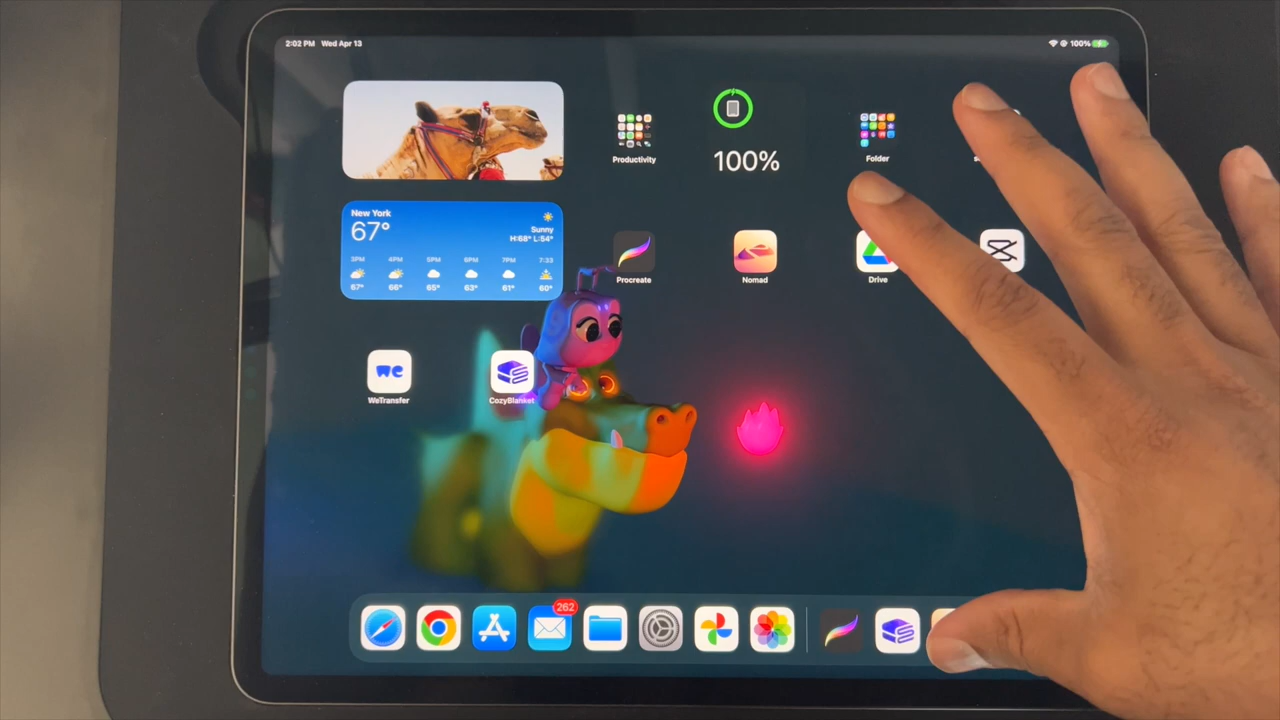 2:02 PM Wed Apr 13
100%
Productivity
100%
Folder
New York
67°
Sunny
H:68° L:54°
3PM 4PM 5PM 6PM 7PM 7:33
67° 66° 65° 63° 61° 60°
Procreate
Nomad
Drive
we
WeTransfer
CozyBlanket
262